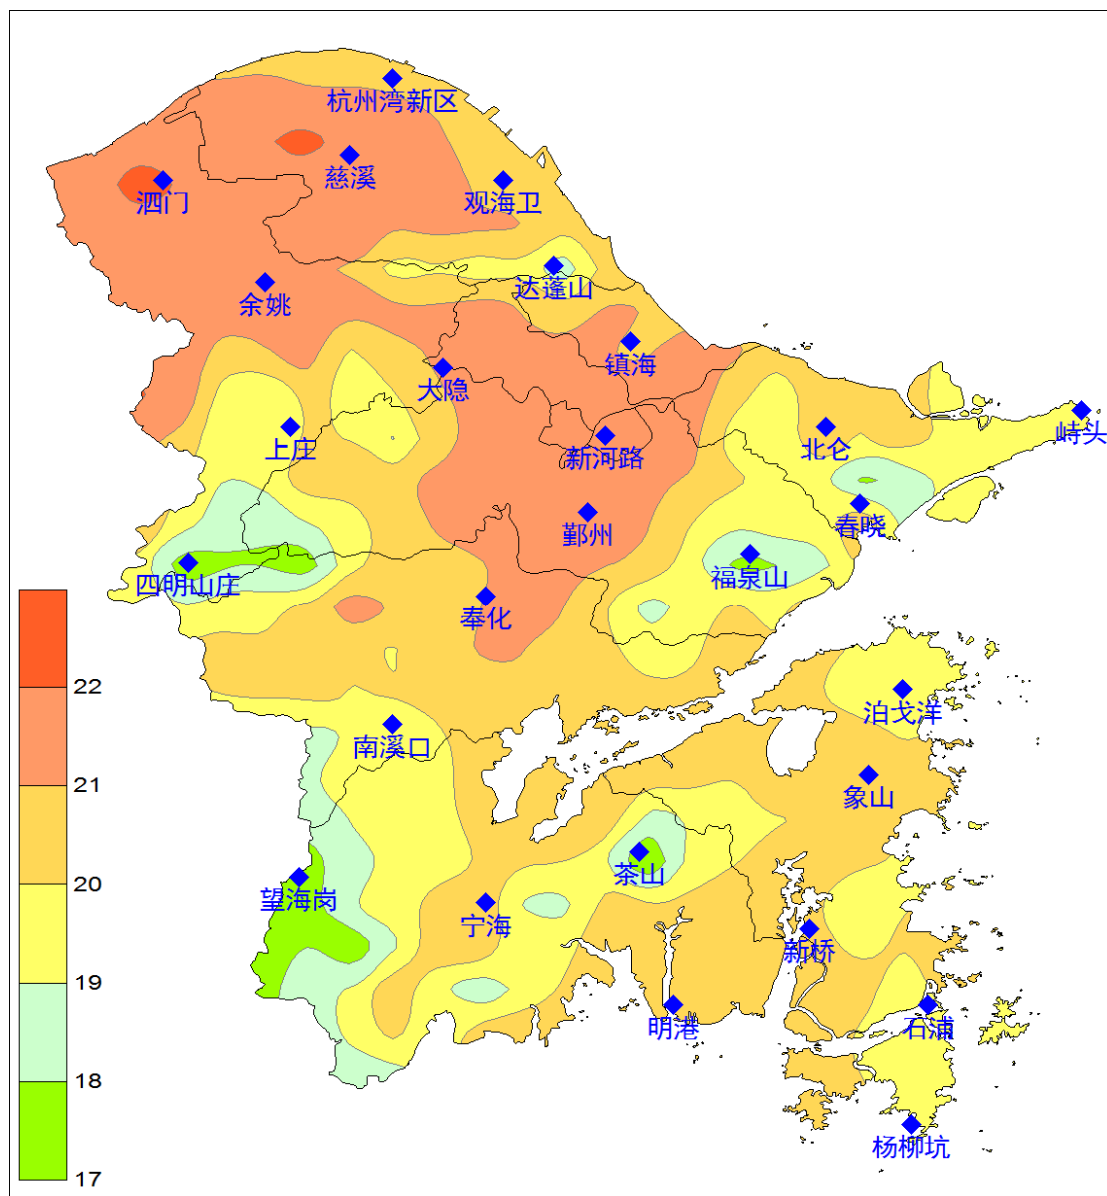 杭州湾新区
慈溪
泗门
观海卫
达蓬山
余姚
镇海
大隐
上庄
新河路
北仑
峙头
春晓
鄞州
福泉山
四明山庄
奉化
22
泊戈洋
南溪口
21
象山
茶山
20
望海岗
宁海
新桥
19
明港
石浦
18
杨柳坑
17